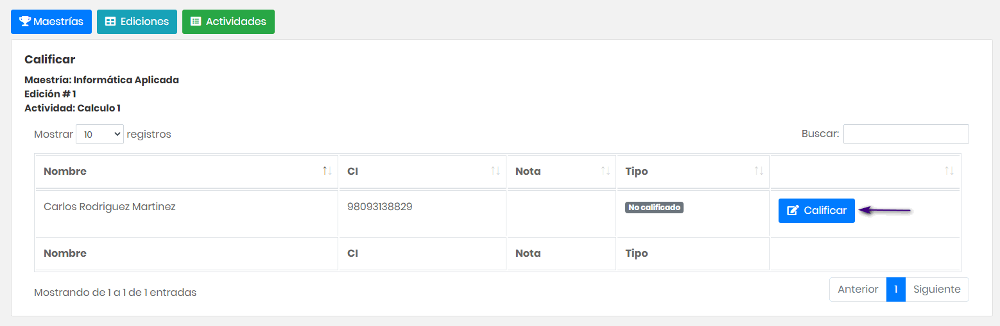 Maestrías Ediciones Actividades
Calificar
Maestría: Informática Aplicada
Edición # 1
Actividad: Calculo 1
Mostrar 10 registros Buscar:
Nombre CI Nota Tipo
Carlos Rodriguez Martinez 98093138829 No calificado Calificar
Nombre CI Nota Tipo
Mostrando de 1 a 1 de 1 entradas Anterior 1 Siguiente